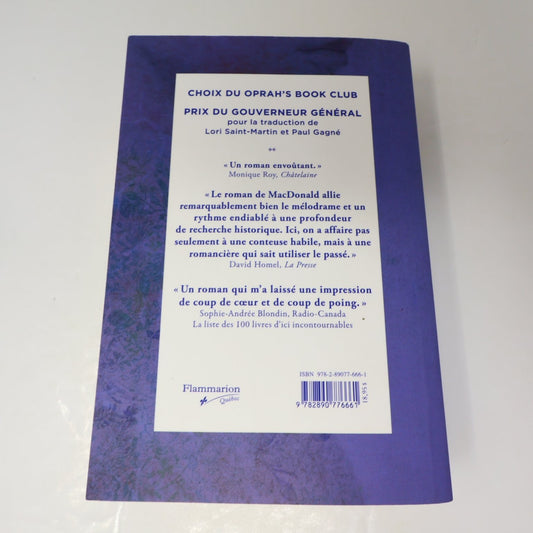 CHOIX DU OPRAH'S BOOK CLUB
PRIX DU GOUVERNEUR GÉNÉRAL
pour la traduction de
Lori Saint-Martin et Paul Gagné
**
« Un roman envoûtant. »
Monique Roy, Châtelaine
« Le roman de MacDonald allie
remarquablement bien le mélodrame et un
rythme endiablé à une profondeur
de recherche historique. Ici, on a affaire pas
seulement à une conteuse habile, mais à une
romancière qui sait utiliser le passé. »
David Homel, La Presse
« Un roman qui m'a laissé une impression
de coup de cœur et de coup de poing. »
Sophie-Andrée Blondin, Radio-Canada
La liste des 100 livres d'ici incontournables
ISBN 978-2-89077-666-1
Flammarion
Québec
9 782890 776661
18,95 $